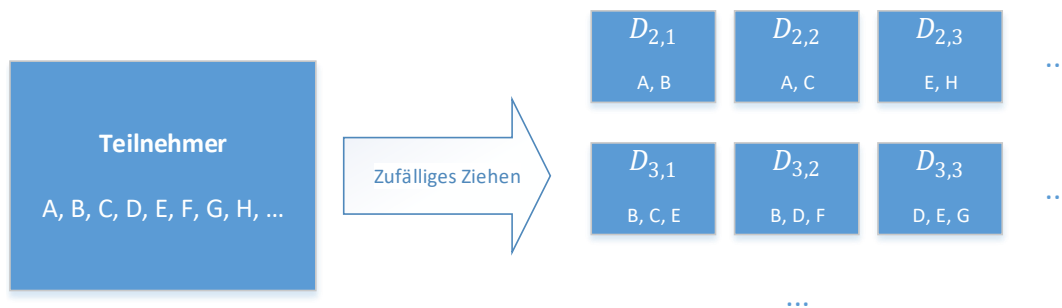 Teilnehmer
A, B, C, D, E, F, G, H, ...
Zufälliges Ziehen
D2,1 D2,2 D2,3
A, B A, C E, H ..
D3,1 D3,2 D3,3
B, C, E B, D, F D, E, G ..
...